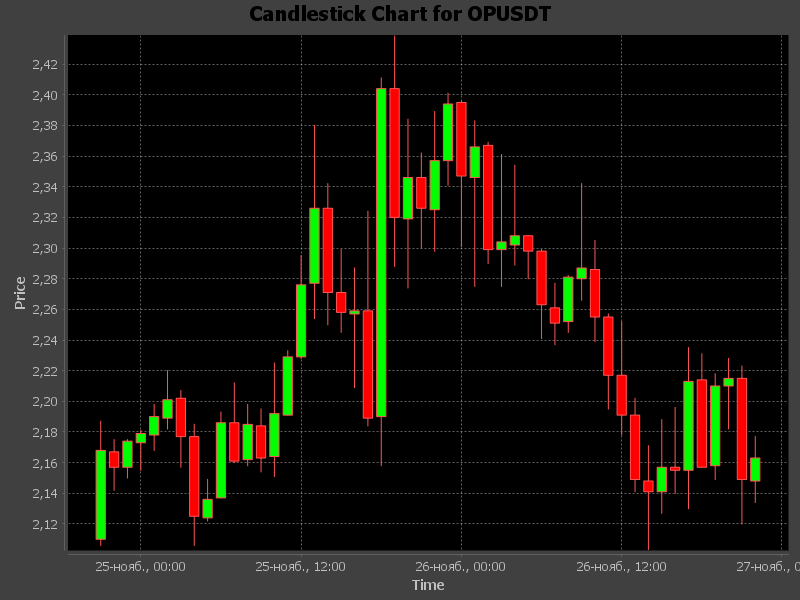 Candlestick Chart for OPUSDT
2,42
2,40
2,38
2,36
2,34
2,32
2,30
2,28
2,26
2,24
2,22
2,20
2,18
2,16
2,14
2,12
Price
25-нояб., 00:00
25-нояб., 12:00
26-нояб., 00:00
26-нояб., 12:00
27-нояб., 0
Time